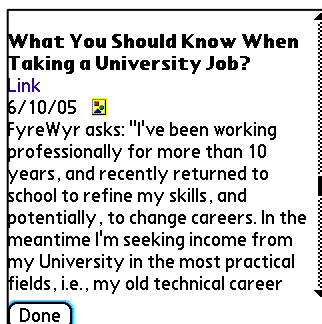 What You Should Know When
Taking a University Job?
Link
6/10/05
FyreWyr asks: "I've been working
professionally for more than 10
years, and recently returned to
school to refine my skills, and
potentially, to change careers. In the
meantime I'm seeking income from
my University in the most practical
fields, i.e., my old technical career
Done